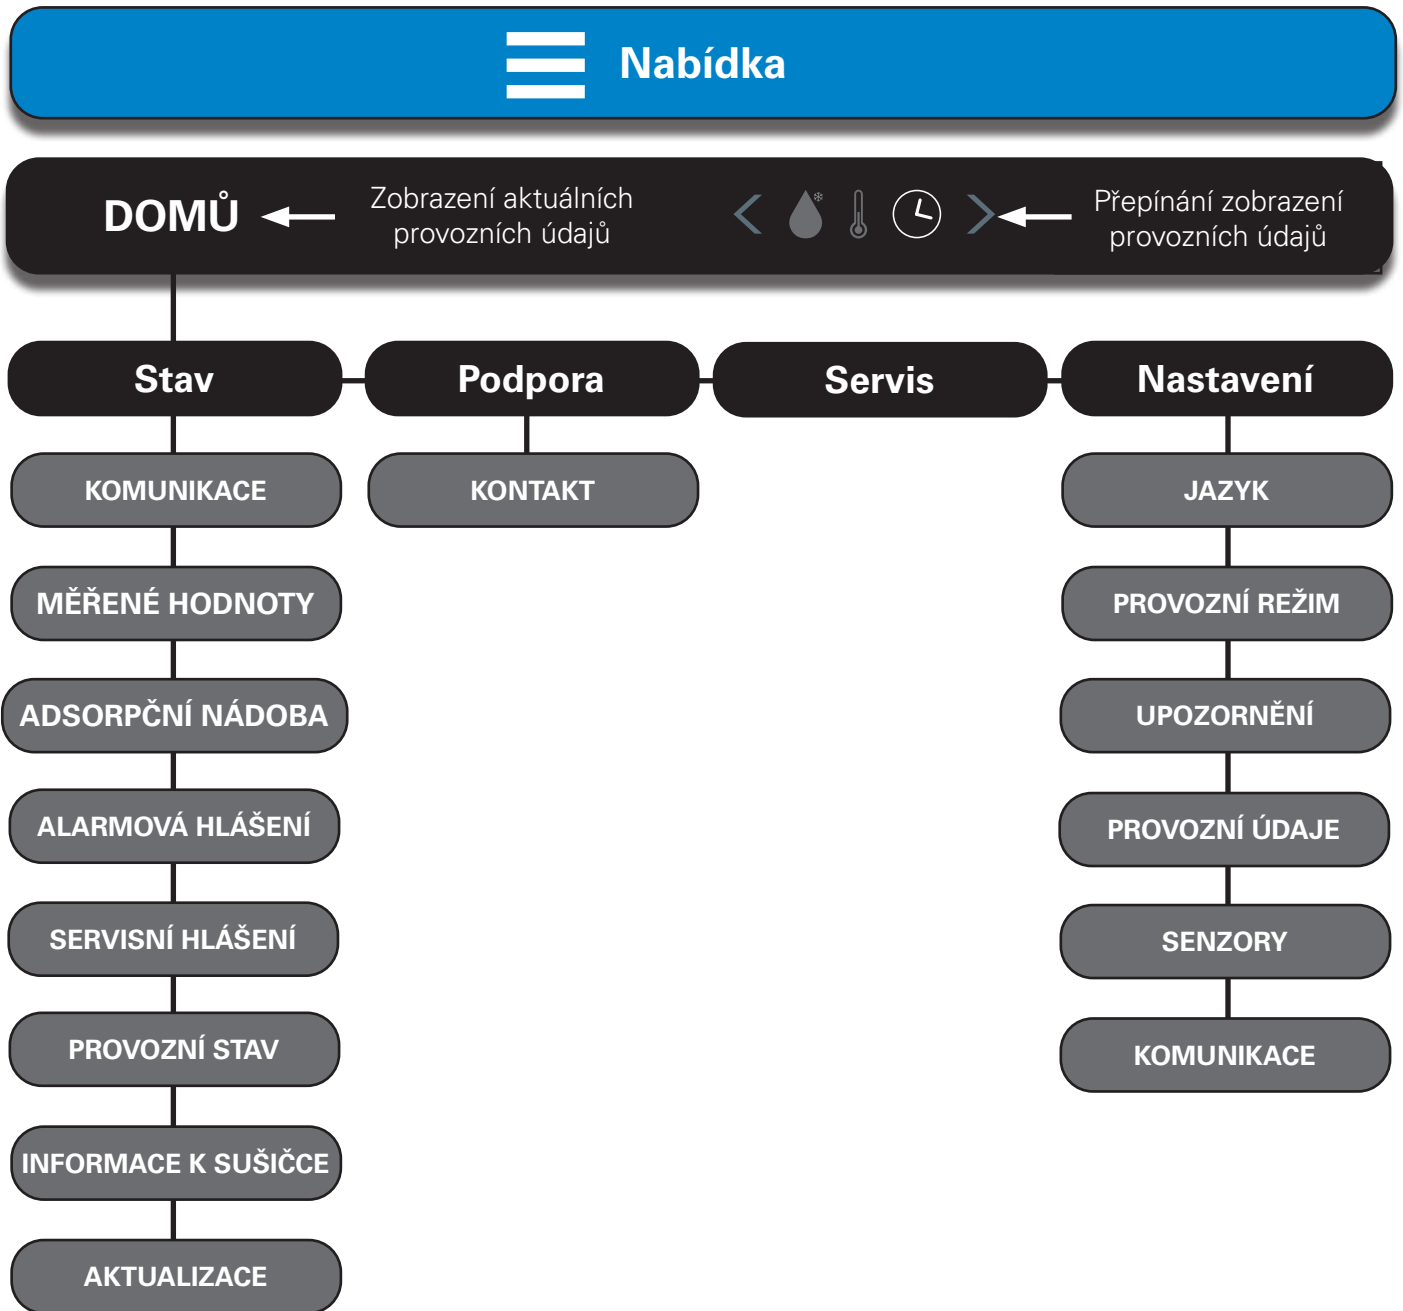 Nabídka
DOMŮ
Zobrazení aktuálních
provozních údajů
Přepínání zobrazení
provozních údajů
Stav
Podpora
Servis
Nastavení
KOMUNIKACE
MĚŘENÉ HODNOTY
ADSORPČNÍ NÁDOBA
ALARMOVÁ HLÁŠENÍ
SERVISNÍ HLÁŠENÍ
PROVOZNÍ STAV
INFORMACE K SUŠIČCE
AKTUALIZACE
KONTAKT
JAZYK
PROVOZNÍ REŽIM
UPOZORNĚNÍ
PROVOZNÍ ÚDAJE
SENZORY
KOMUNIKACE